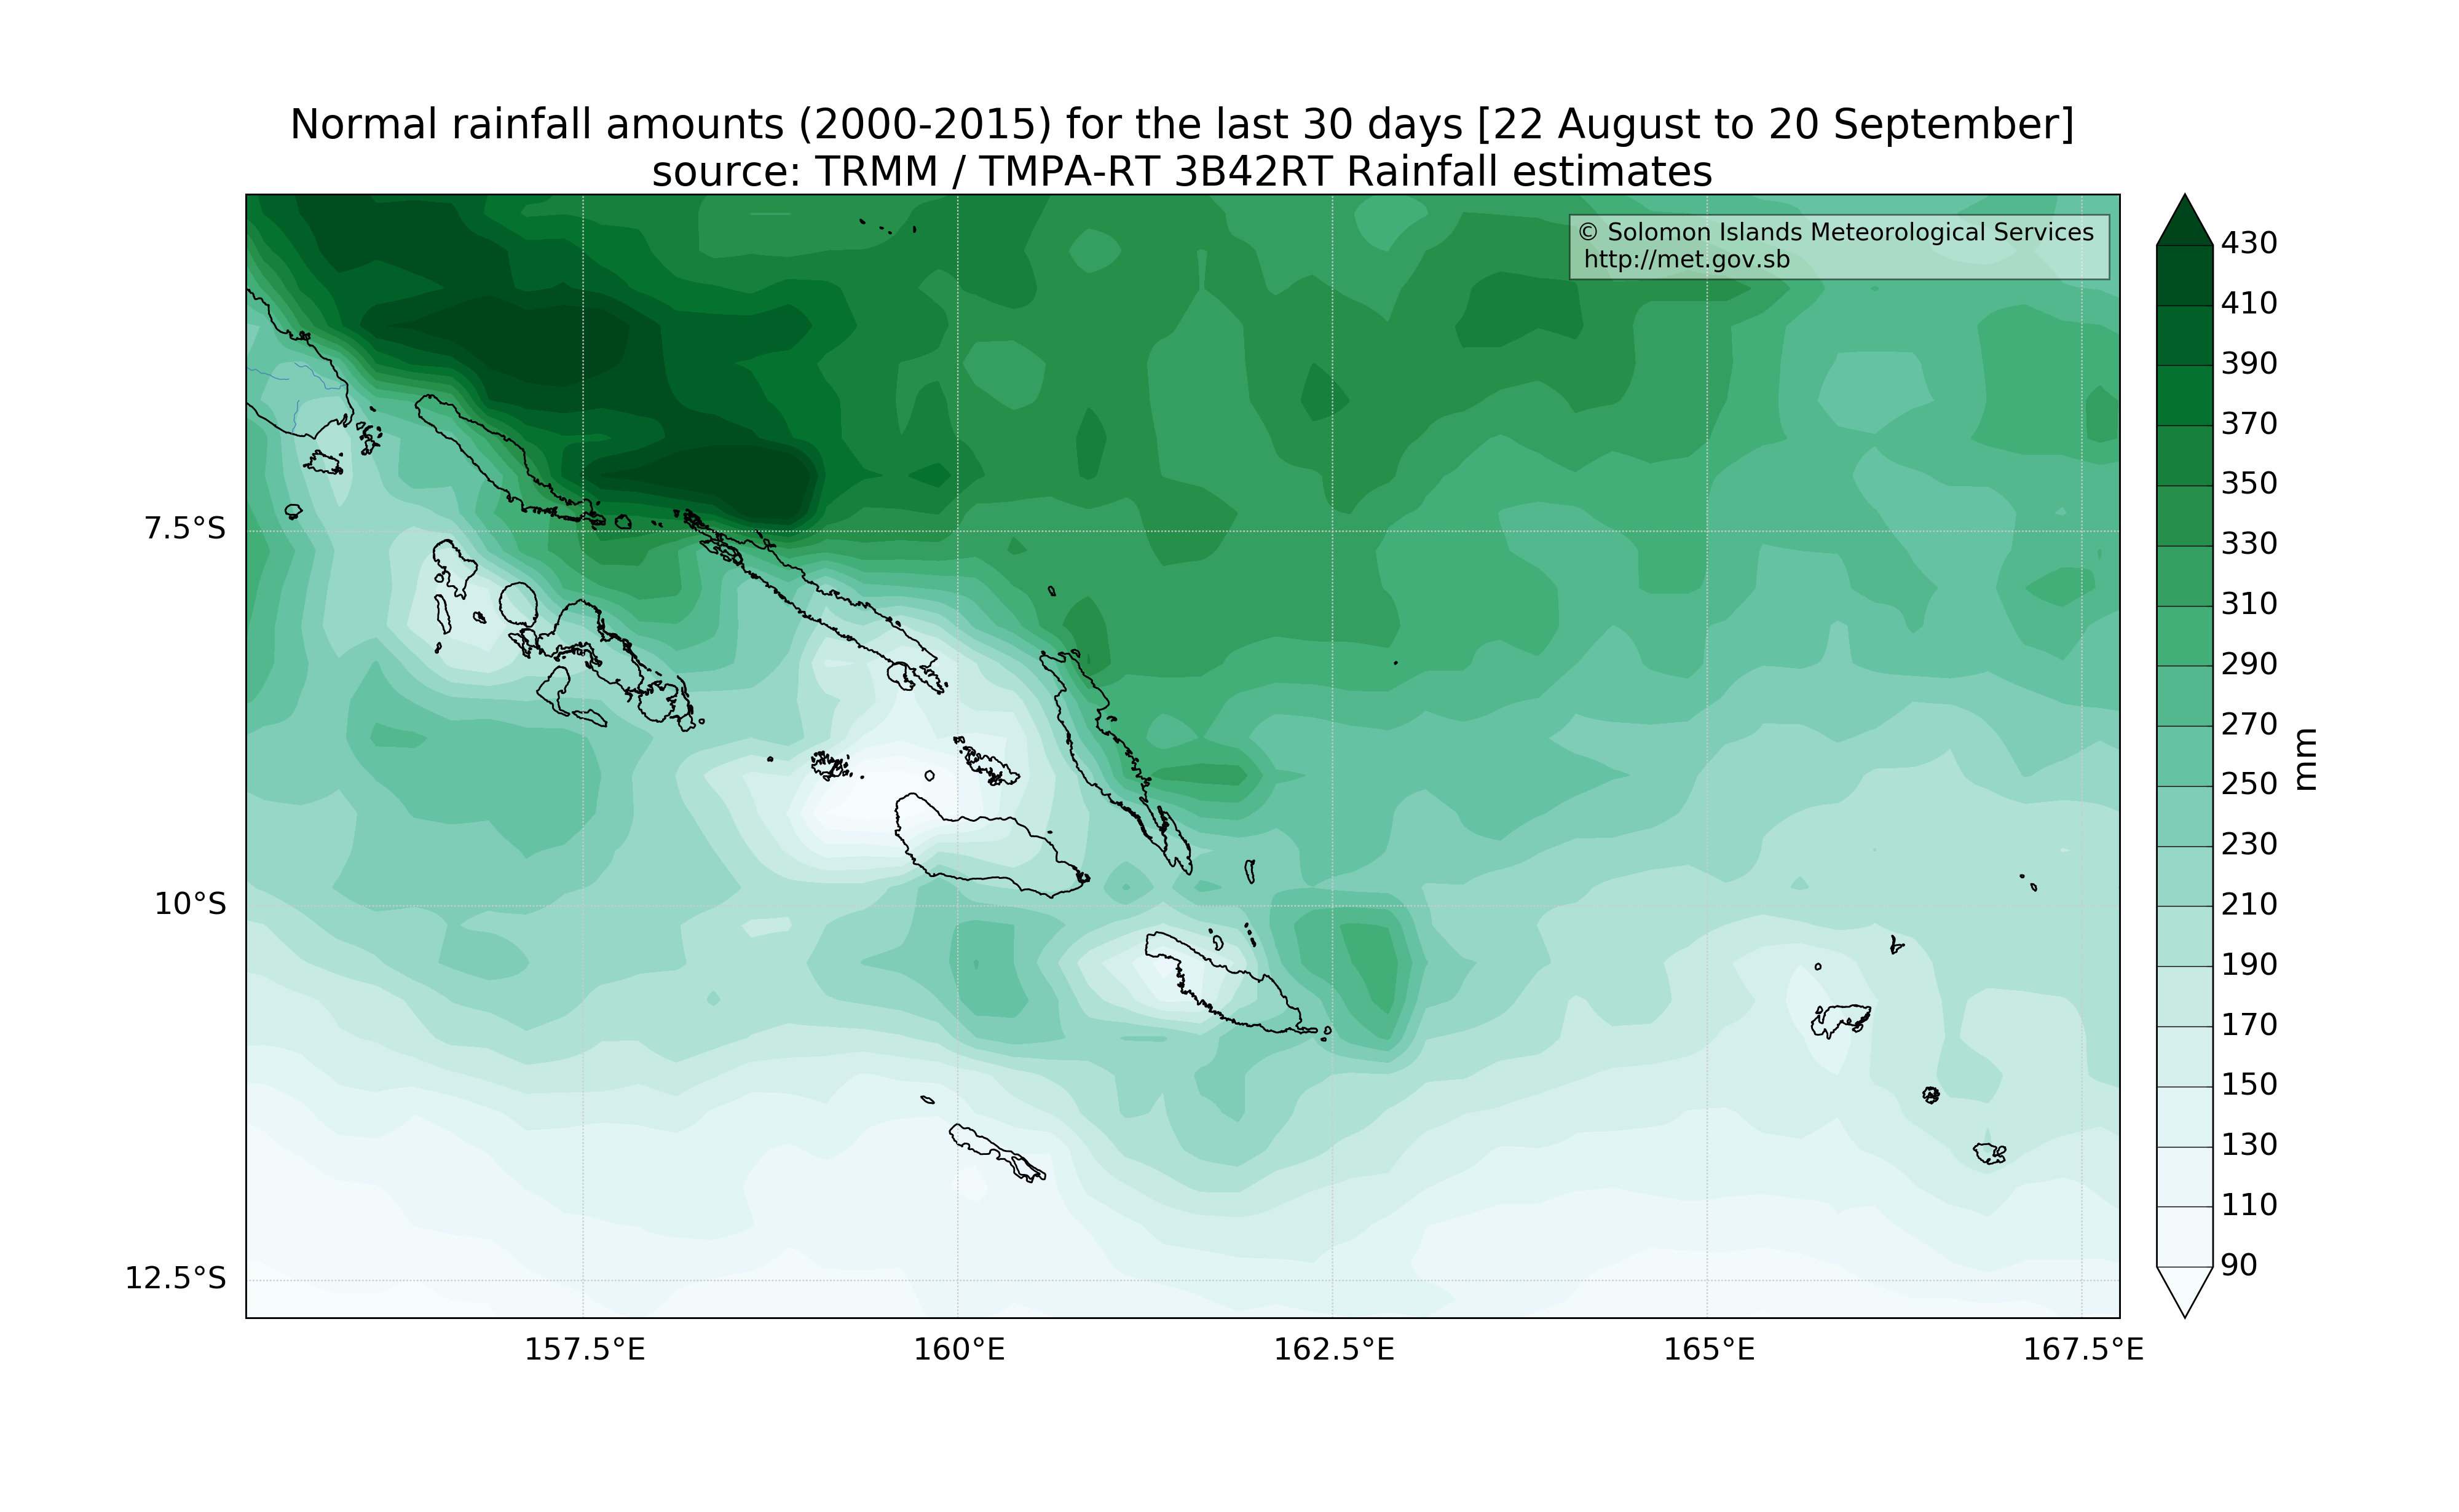 Normal rainfall amounts (2000-2015) for the last 30 days [22 August to 20 September]
source: TRMM / TMPA-RT 3B42RT Rainfall estimates
© Solomon Islands Meteorological Services
http://met.gov.sb
7.5°S
10°S
12.5°S
157.5°E
160°E
162.5°E
165°E
167.5°E
430
410
390
370
350
330
310
290
270
250
230
210
190
170
150
130
110
90
mm